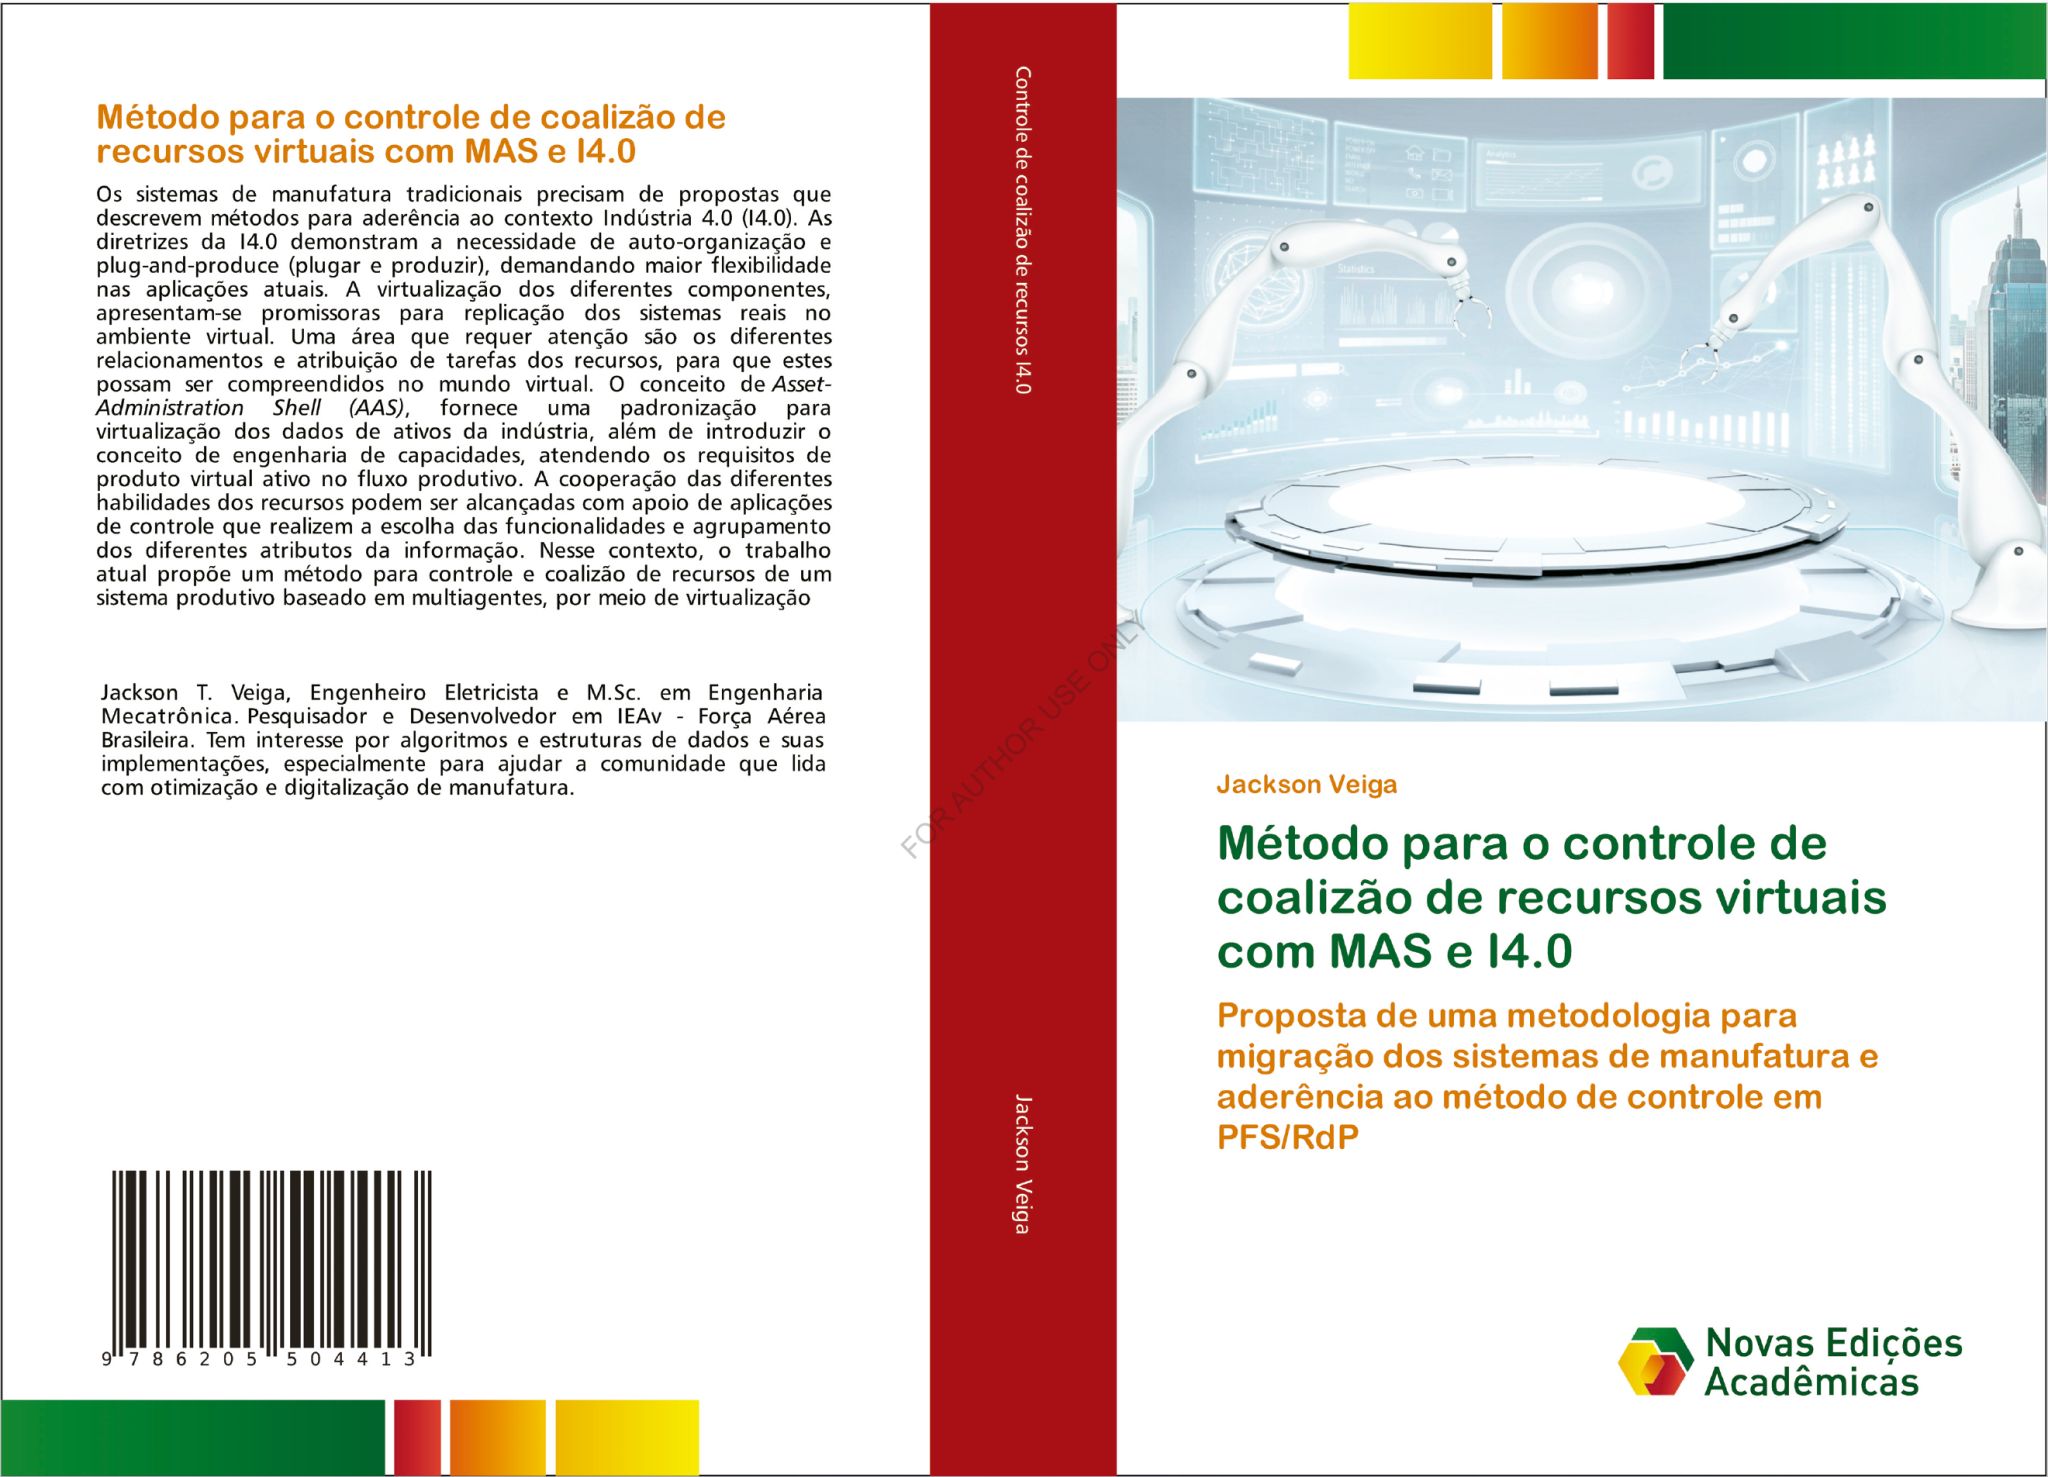 Método para o controle de coalizão de
recursos virtuais com MAS e I4.0
Os sistemas de manufatura tradicionais precisam de propostas que
descrevem métodos para aderência ao contexto Indústria 4.0 (I4.0). As
diretrizes da I4.0 demonstram a necessidade de auto-organização e
plug-and-produce (plugar e produzir), demandando maior flexibilidade
nas aplicações atuais. A virtualização dos diferentes componentes,
apresentam-se promissoras para replicação dos sistemas reais no
ambiente virtual. Uma área que requer atenção são os diferentes
relacionamentos e atribuição de tarefas dos recursos, para que estes
possam ser compreendidos no mundo virtual. O conceito de Asset-
Administration Shell (AAS), fornece uma padronização para
virtualização dos dados de ativos da indústria, além de introduzir o
conceito de engenharia de capacidades, atendendo os requisitos de
produto virtual ativo no fluxo produtivo. A cooperação das diferentes
habilidades dos recursos podem ser alcançadas com apoio de aplicações
de controle que realizem a escolha das funcionalidades e agrupamento
dos diferentes atributos da informação. Nesse contexto, o trabalho
atual propõe um método para controle e coalizão de recursos de um
sistema produtivo baseado em multiagentes, por meio de virtualização
Jackson T. Veiga, Engenheiro Eletricista e M.Sc. em Engenharia
Mecatrônica. Pesquisador e Desenvolvedor em IEAv - Força Aérea
Brasileira. Tem interesse por algoritmos e estruturas de dados e suas
implementações, especialmente para ajudar a comunidade que lida
com otimização e digitalização de manufatura.
9 786205 504413
Controle de coalizão de recursos I4.0
Jackson Veiga
FOR AUTHOR USE ONLY
Analytics
Statistics
Jackson Veiga
Método para o controle de
coalizão de recursos virtuais
com MAS e I4.0
Proposta de uma metodologia para
migração dos sistemas de manufatura e
aderência ao método de controle em
PFS/RdP
Novas Edições
Acadêmicas